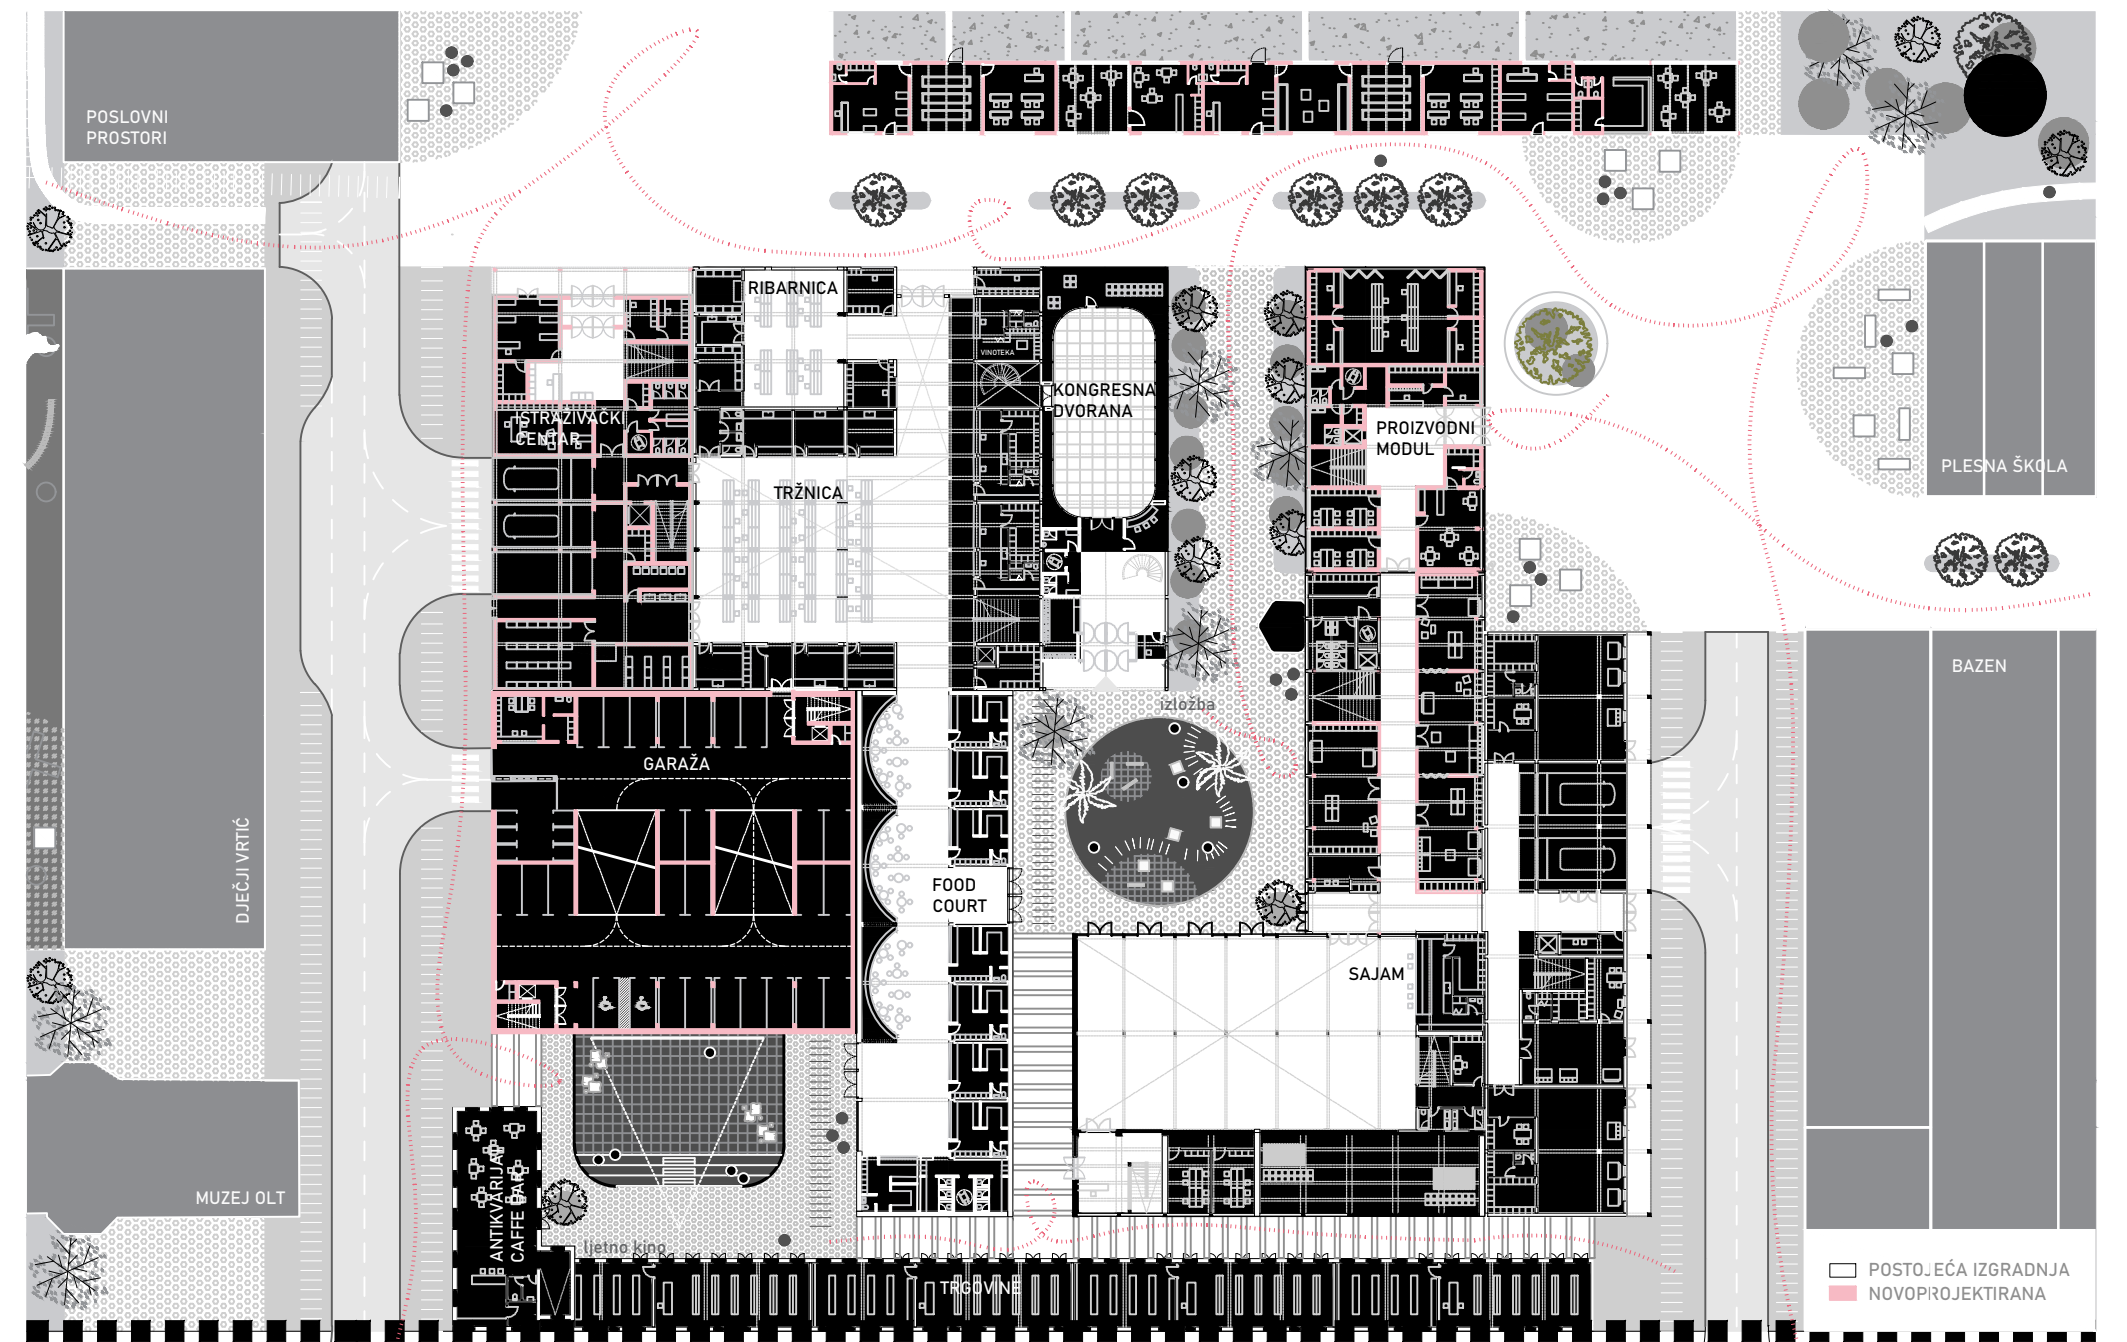 POSLOVNI
PROSTORI
RIBARNICA
VINOTEKA
KONGRESNA
DVORANA
ISTRAŽIVAČKI
CENTAR
PROIZVODNI
MODUL
PLESNA ŠKOLA
TRŽNICA
BAZEN
izložba
GARAŽA
DJEČJI VRTIĆ
FOOD
COURT
SAJAM
MUZEJ OLT
ANTIKVARIJAT
CAFFE BAR
ljetno kino
TRGOVINE
POSTOJEĆA IZGRADNJA
NOVOPROJEKTIRANA